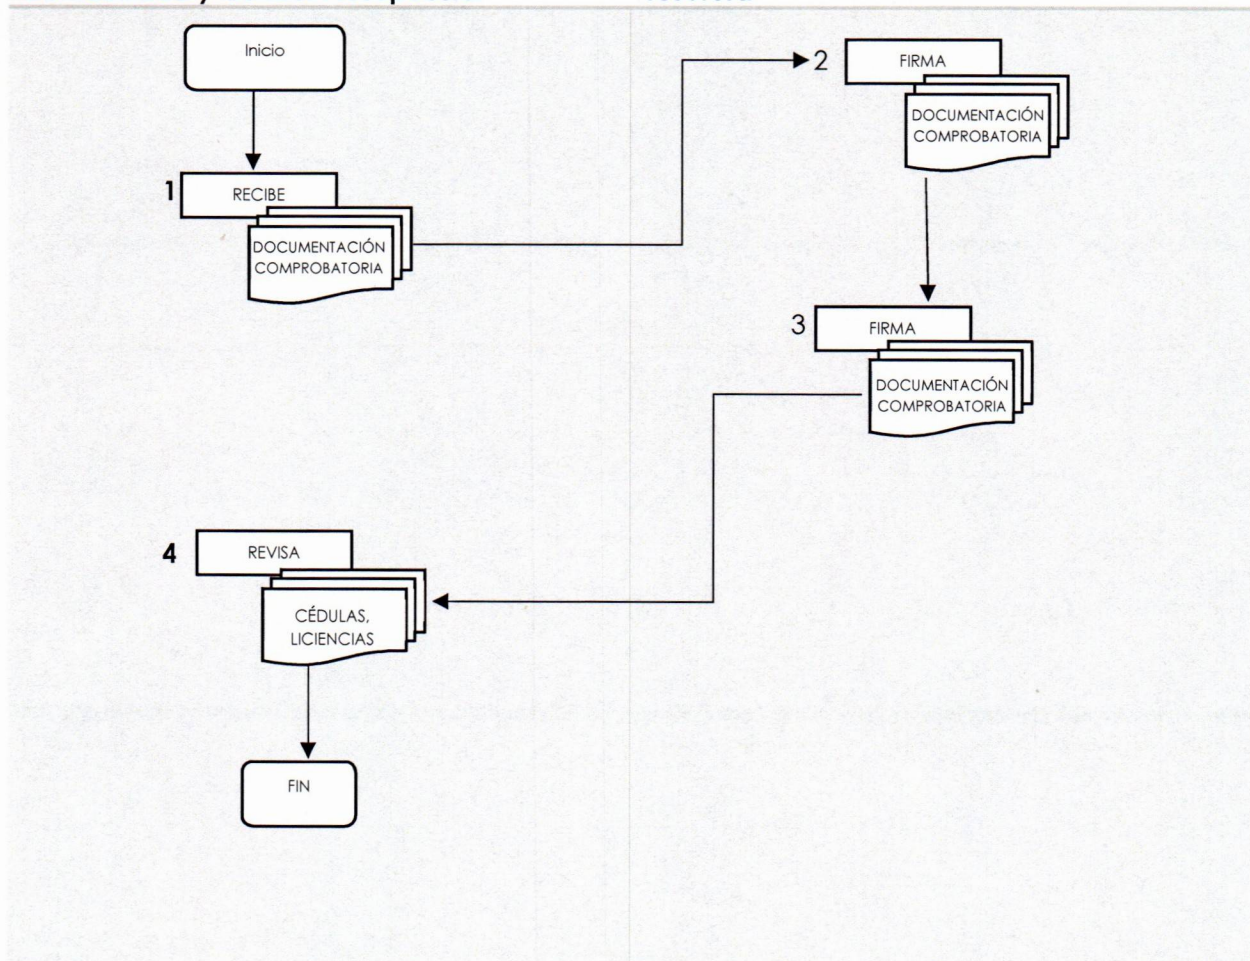 Inicio
1
RECIBE
DOCUMENTACIÓN
COMPROBATORIA
2
FIRMA
DOCUMENTACIÓN
COMPROBATORIA
3
FIRMA
DOCUMENTACIÓN
COMPROBATORIA
4
REVISA
CÉDULAS,
LICIENCIAS
FIN